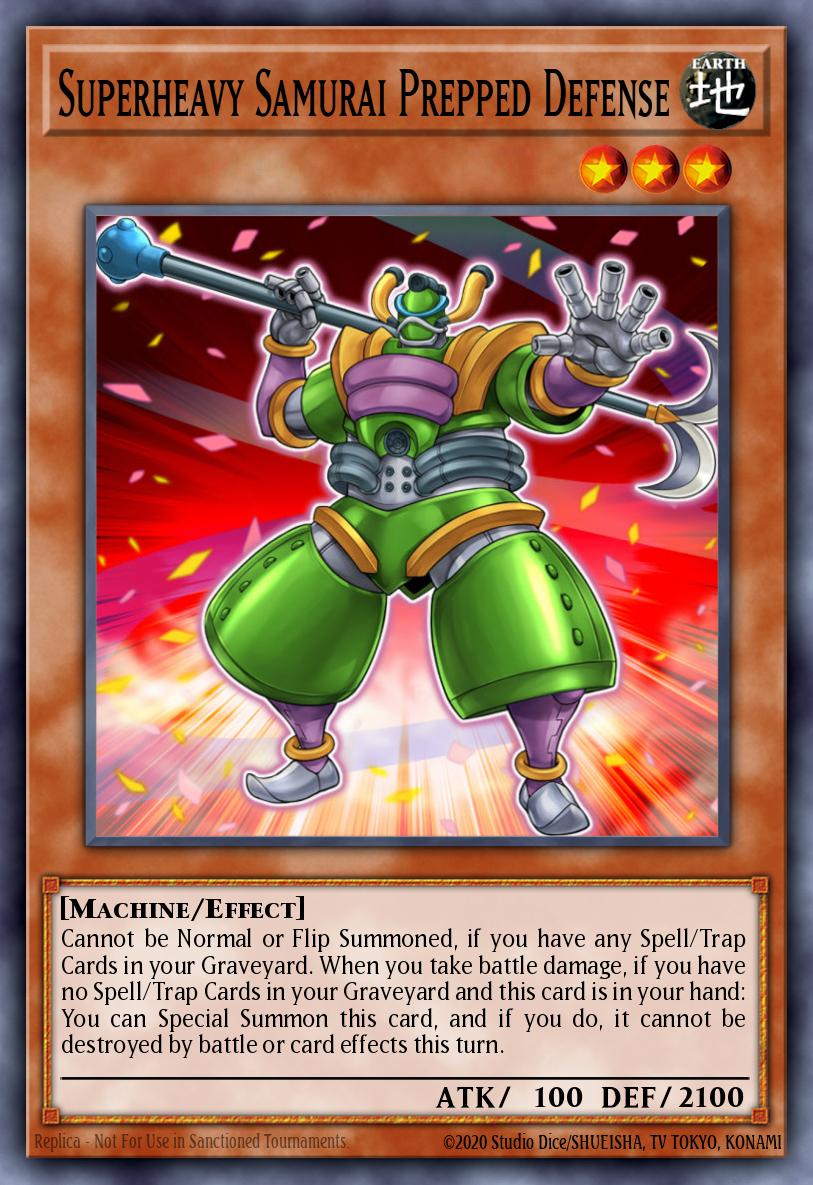 Superheavy Samurai Prepped Defense
EARTH
地
[Machine/Effect]
Cannot be Normal or Flip Summoned, if you have any Spell/Trap
Cards in your Graveyard. When you take battle damage, if you have
no Spell/Trap Cards in your Graveyard and this card is in your hand:
You can Special Summon this card, and if you do, it cannot be
destroyed by battle or card effects this turn.
ATK/ 100 DEF/2100
Replica - Not For Use in Sanctioned Tournaments.
©2020 Studio Dice/SHUEISHA, TV TOKYO, KONAMI